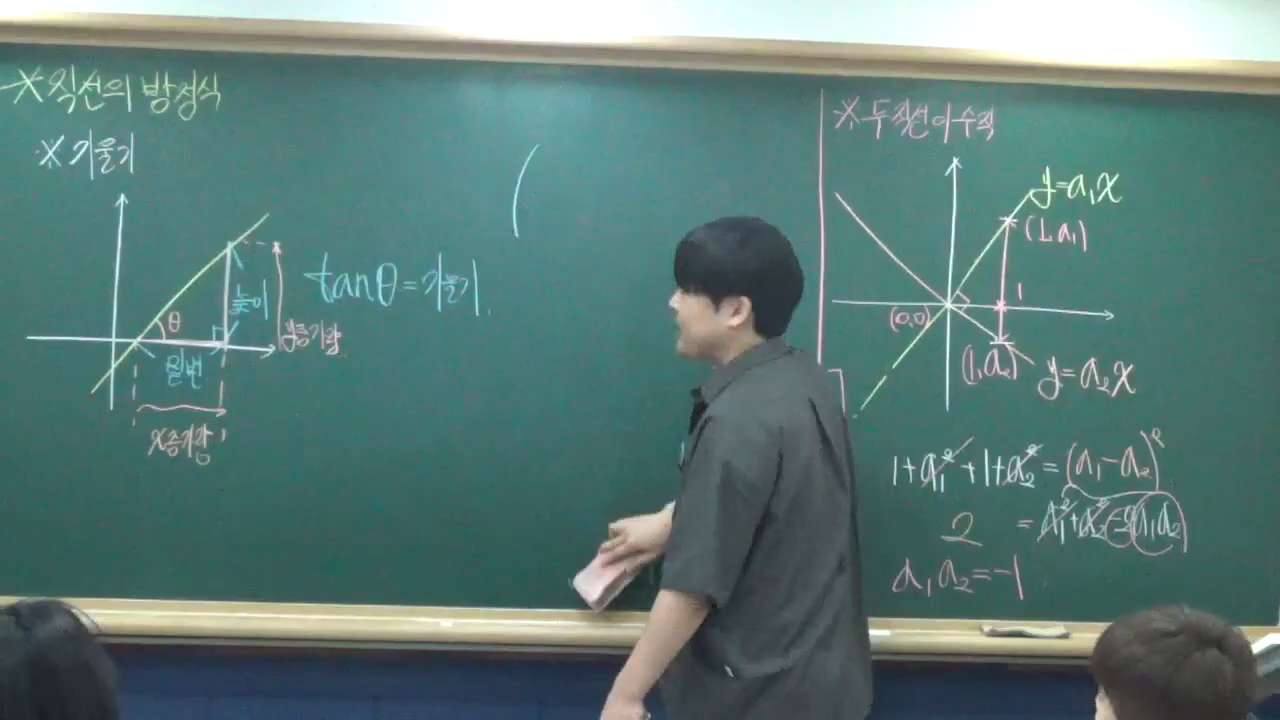 ※ 직선의 방정식
※ 기울기
θ
높이
밑변
y증가량
x증가량
tanθ = 기울기
※ 두 직선이 수직
y=a₁x
(1, a₁)
1
(0,0)
(1, a₂)
y=a₂x
1+a₁²+1+a₂²=(a₁-a₂)²
2 = a₁²+a₂²-2a₁a₂
a₁a₂=-1